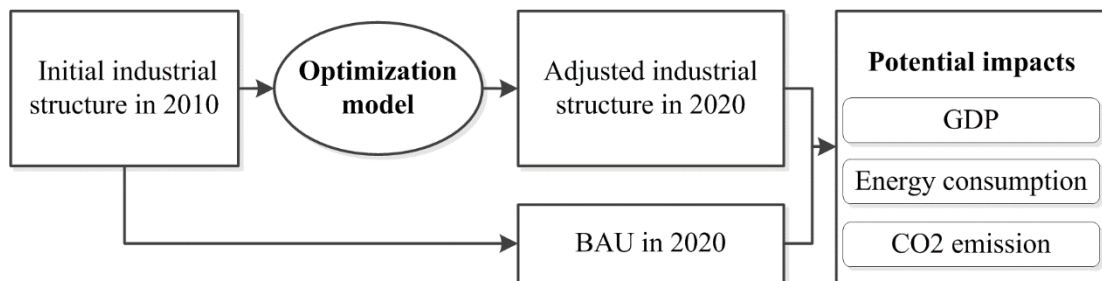 Initial industrial
structure in 2010
Optimization
model
Adjusted industrial
structure in 2020
BAU in 2020
Potential impacts
GDP
Energy consumption
CO2 emission